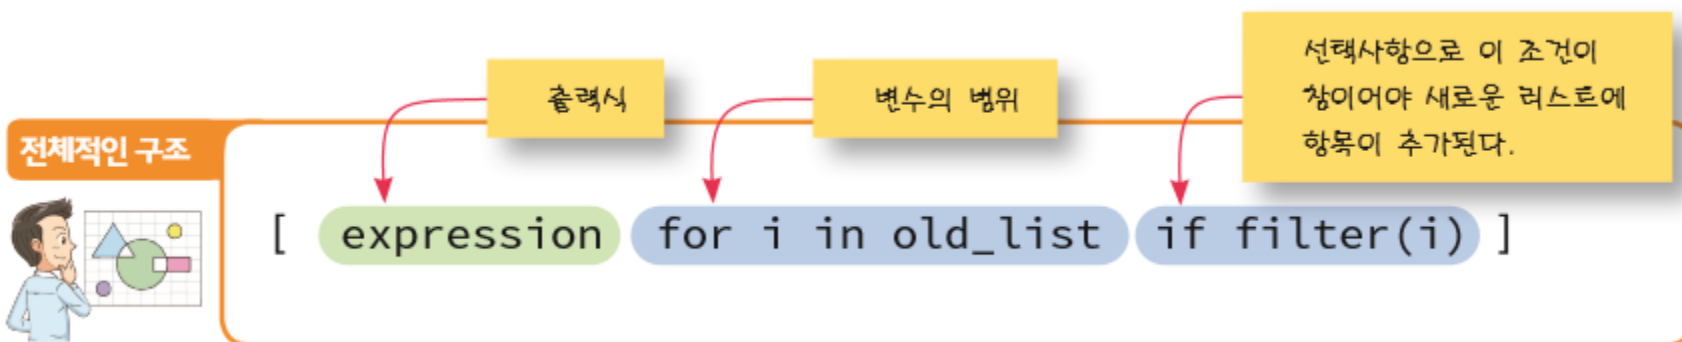 출력식
변수의 범위
선택사항으로 이 조건이
참이어야 새로운 리스트에
항목이 추가된다.
전체적인 구조
[ expression for i in old_list if filter(i) ]